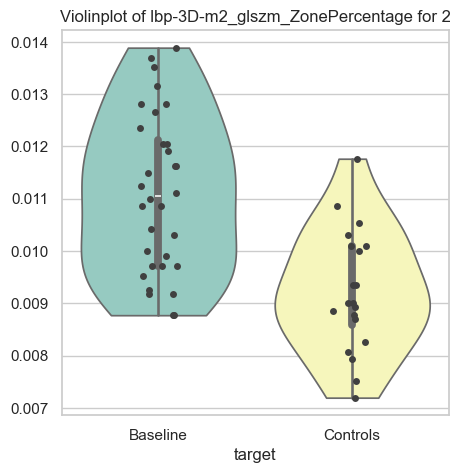 Violinplot of lbp-3D-m2_glszm_ZonePercentage for 2
0.014
0.013
0.012
0.011
0.010
0.009
0.008
0.007
Baseline
Controls
target